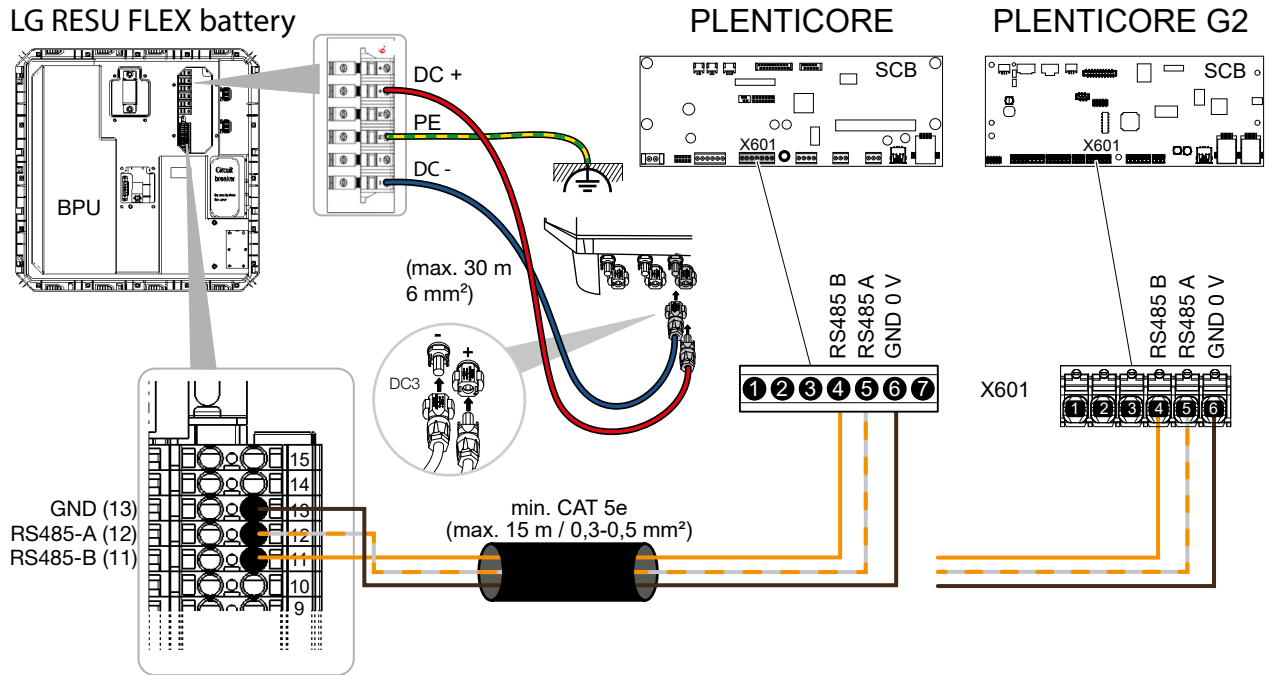 LG RESU FLEX battery
PLENTICORE
PLENTICORE G2
6.
DC +
PE
DC -
SCB
X601
SCB
X601
Circuit
breaker
BPU
(max. 30 m
6 mm²)
- +
DC3
RS485 B
RS485 A
GND 0 V
1 2 3 4 5 6 7
X601
RS485 B
RS485 A
GND 0 V
1 2 3 4 5 6
15
14
GND (13) 13
RS485-A (12) 12
RS485-B (11) 11
10
9
min. CAT 5e
(max. 15 m / 0,3-0,5 mm²)